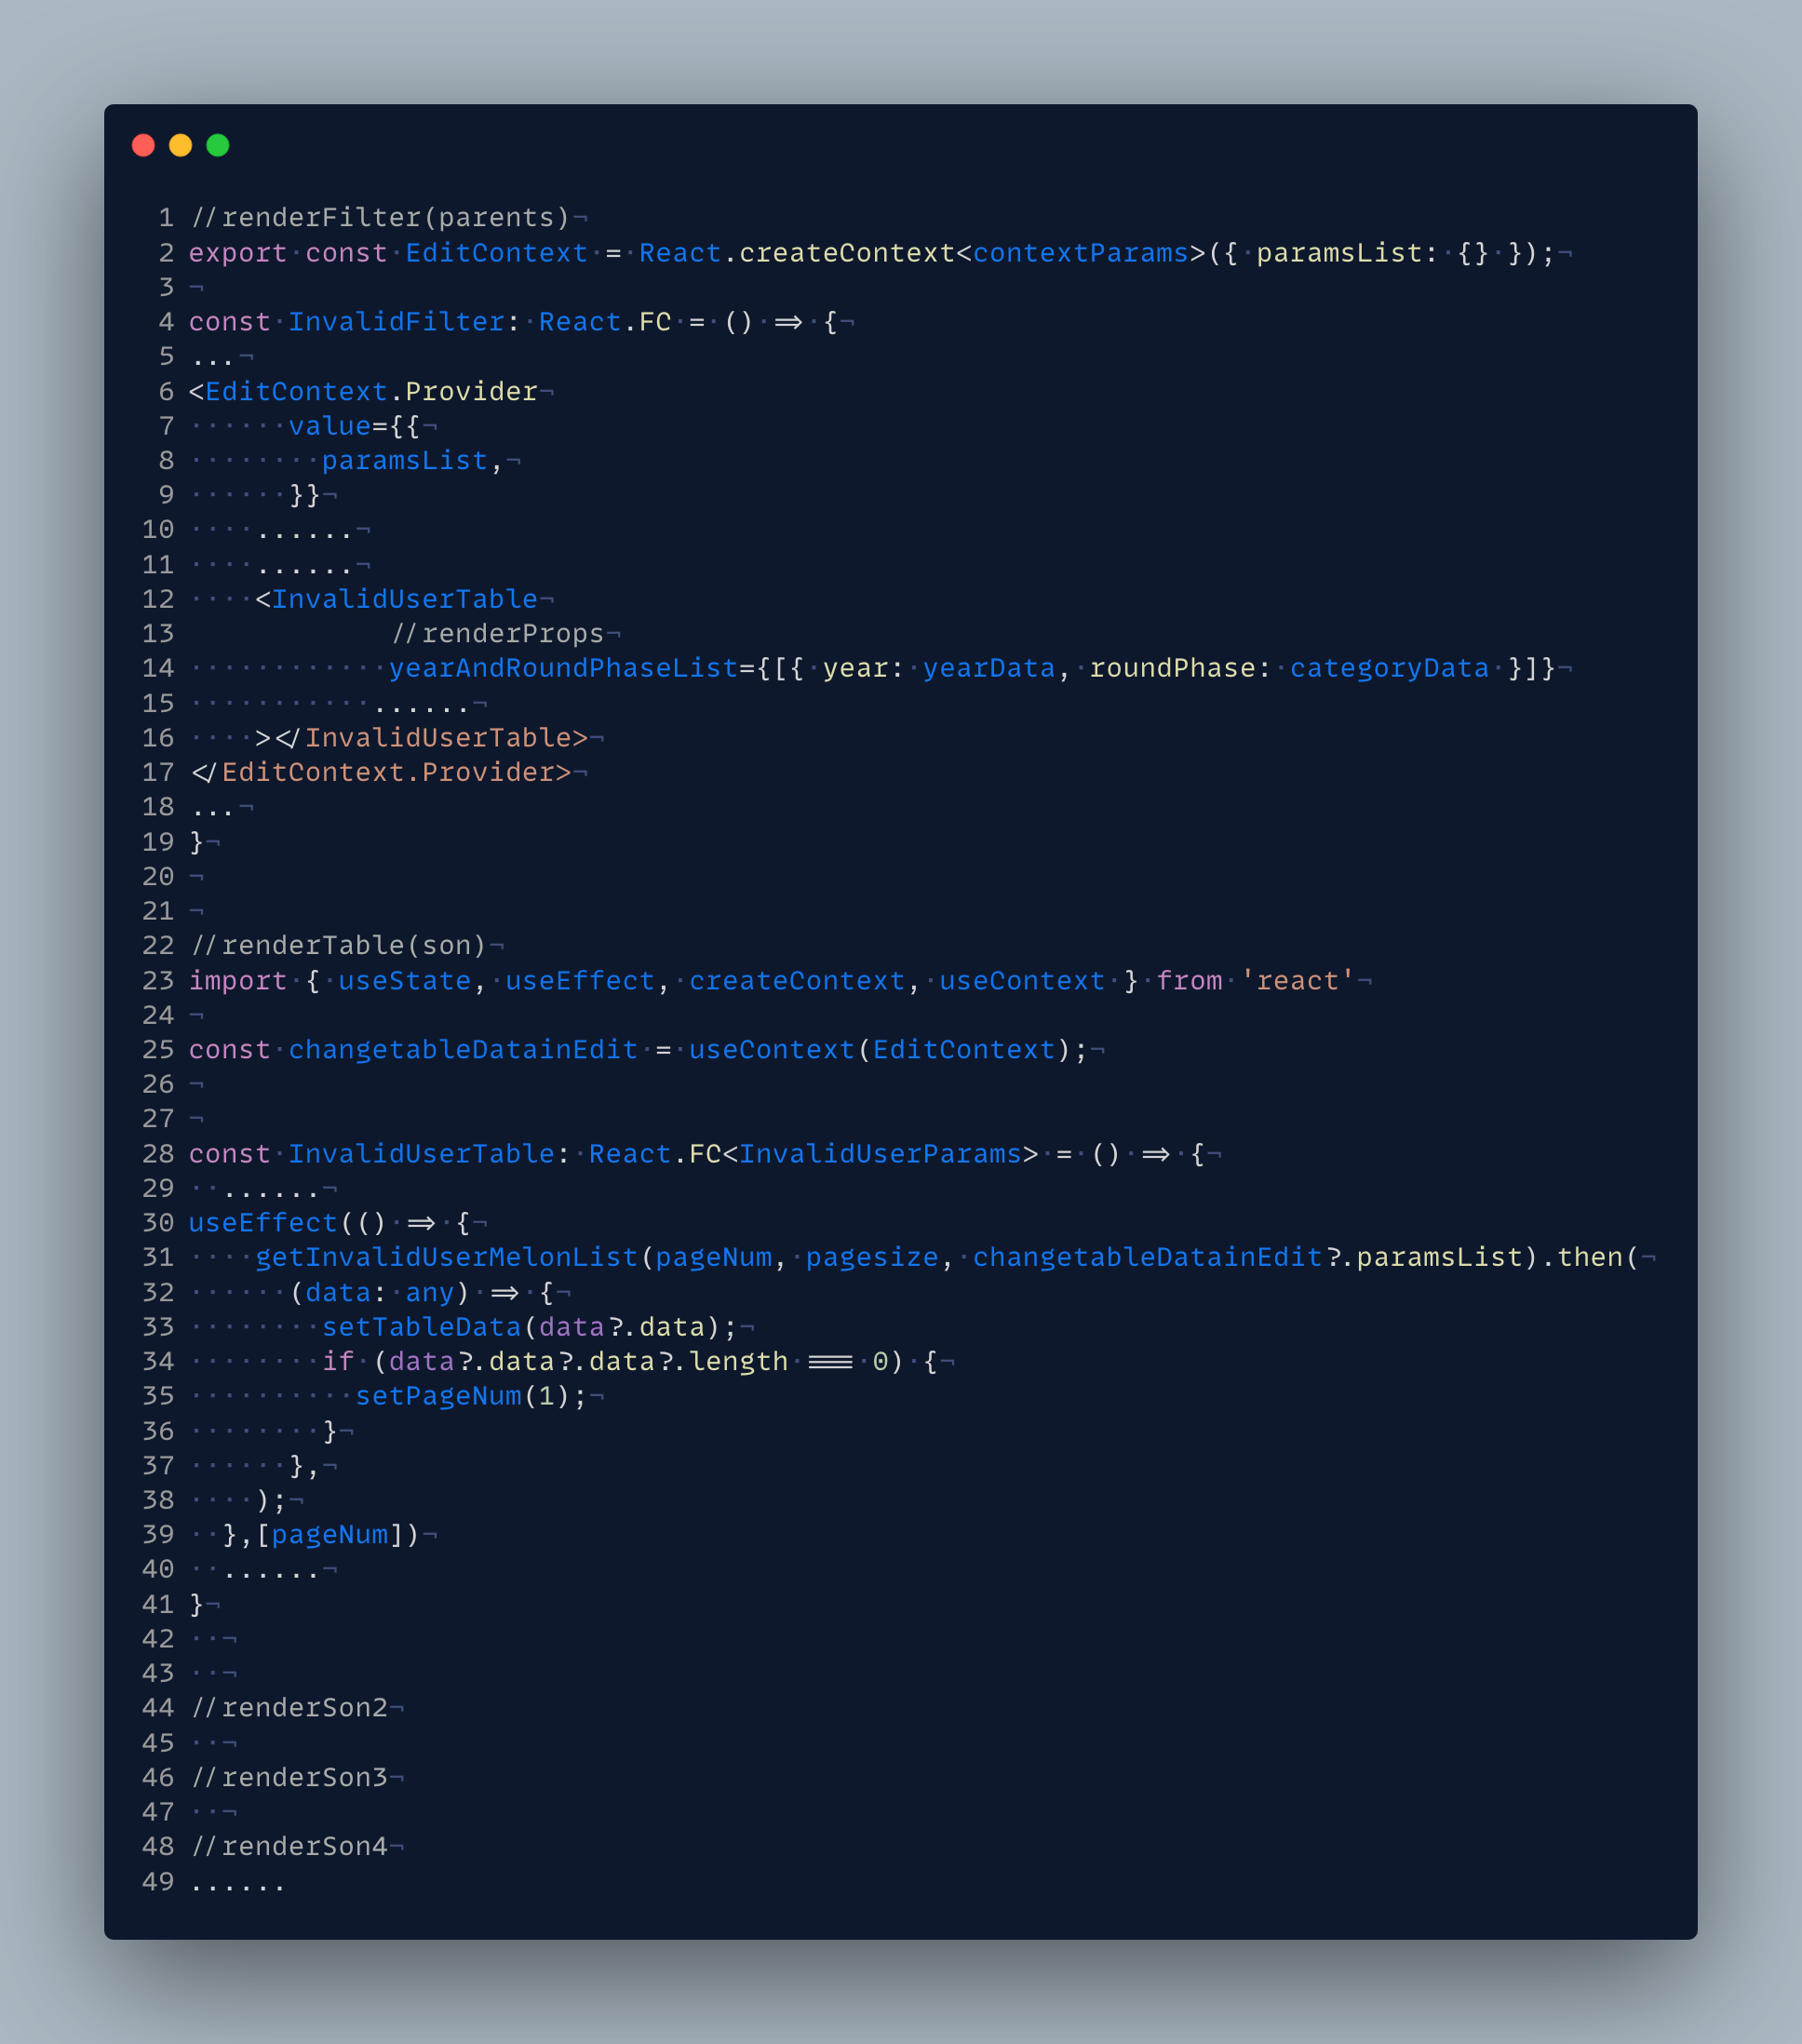 1 //renderFilter(parents)¬
2 export·const·EditContext·=·React.createContext<contextParams>({·paramsList:·{}·});¬
3 ¬
4 const·InvalidFilter:·React.FC·=·()·=>·{¬
5 ...¬
6 <EditContext.Provider¬
7 ······value={{¬
8 ········paramsList,¬
9 ······}}¬
10 ····......¬
11 ····......¬
12 ····<InvalidUserTable¬
13             //renderProps¬
14 ············yearAndRoundPhaseList={[{·year:·yearData,·roundPhase:·categoryData·}]}¬
15 ···········......¬
16 ····></InvalidUserTable>¬
17 </EditContext.Provider>¬
18 ...¬
19 }¬
20 ¬
21 ¬
22 //renderTable(son)¬
23 import·{·useState,·useEffect,·createContext,·useContext·}·from·'react'¬
24 ¬
25 const·changetableDatainEdit·=·useContext(EditContext);¬
26 ¬
27 ¬
28 const·InvalidUserTable:·React.FC<InvalidUserParams>·=·()·=>·{¬
29 ··......¬
30 useEffect(()·=>·{¬
31 ····getInvalidUserMelonList(pageNum,·pagesize,·changetableDatainEdit?.paramsList).then(¬
32 ······(data:·any)·=>·{¬
33 ········setTableData(data?.data);¬
34 ········if·(data?.data?.data?.length·===·0)·{¬
35 ··········setPageNum(1);¬
36 ········}¬
37 ······},¬
38 ····);¬
39 ··},[pageNum])¬
40 ··......¬
41 }¬
42 ··¬
43 ··¬
44 //renderSon2¬
45 ··¬
46 //renderSon3¬
47 ··¬
48 //renderSon4¬
49 ......